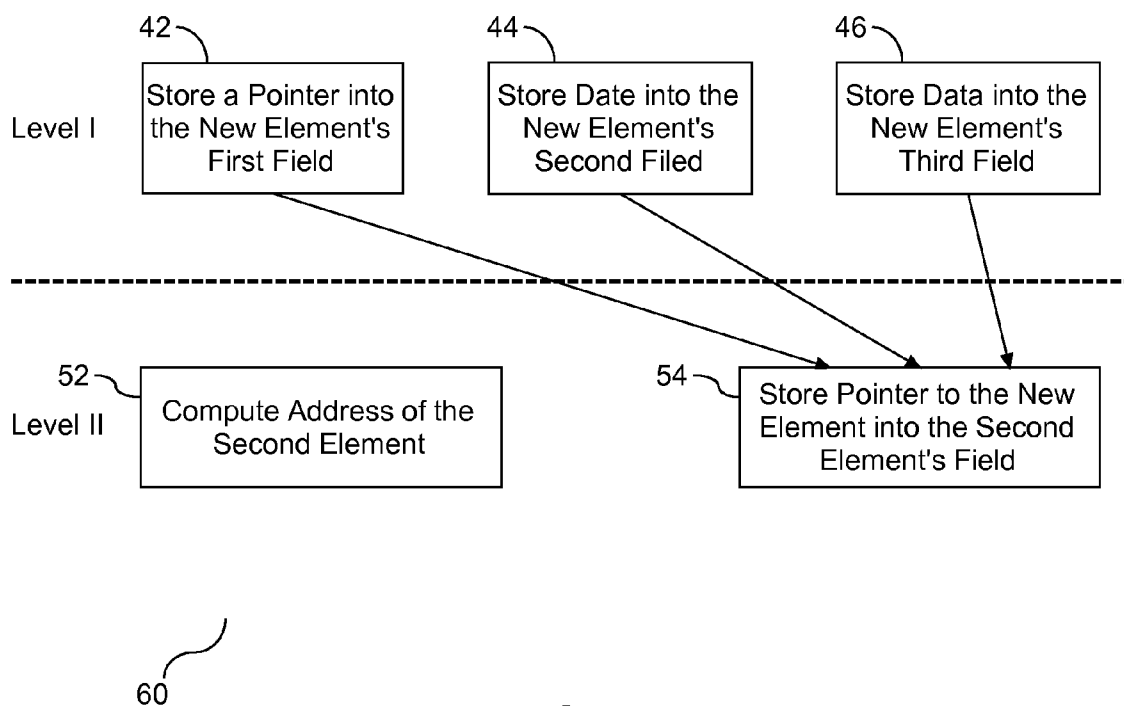 42
44
46
Level I
Store a Pointer into
the New Element's
First Field
Store Date into the
New Element's
Second Filed
Store Data into the
New Element's
Third Field
52
54
Level II
Compute Address of the
Second Element
Store Pointer to the New
Element into the Second
Element's Field
60